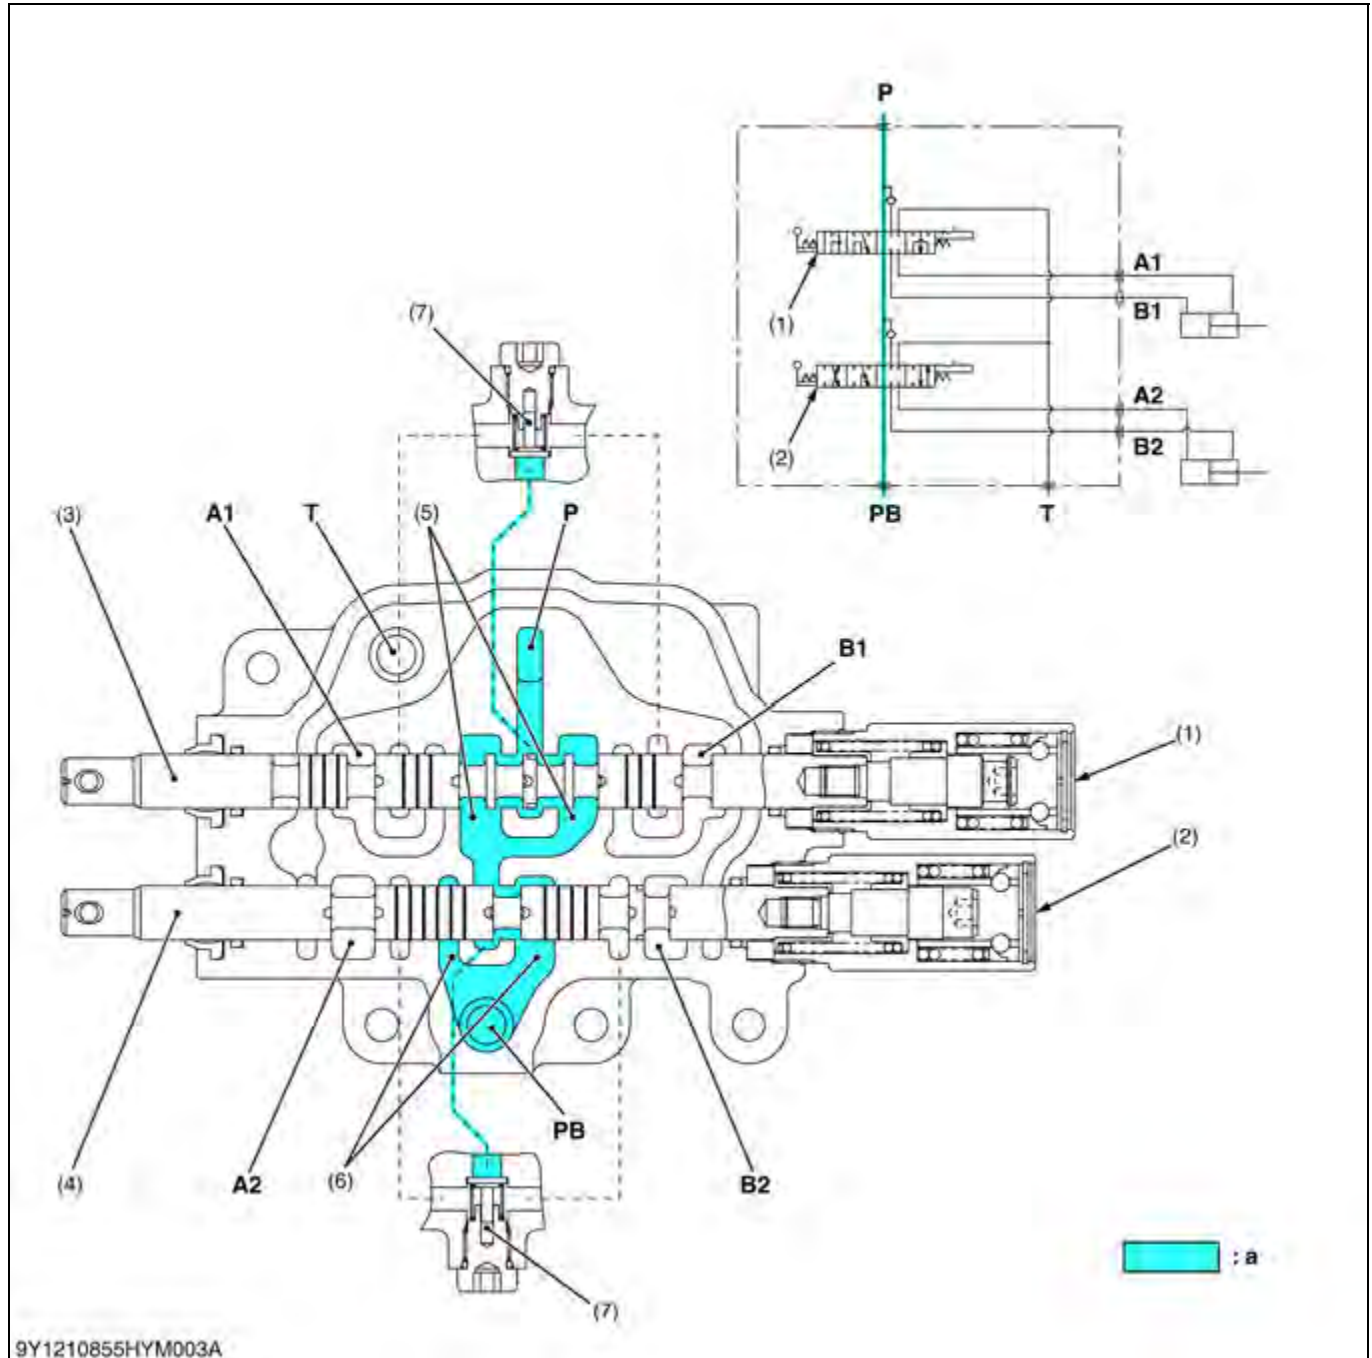 P
A1
(1)
B1
(7)
A2
(2)
B2
PB T
(3) A1 T (5) P
B1
(1)
(2)
PB
(4) A2 (6) B2
: a
(7)
9Y1210855HYM003A